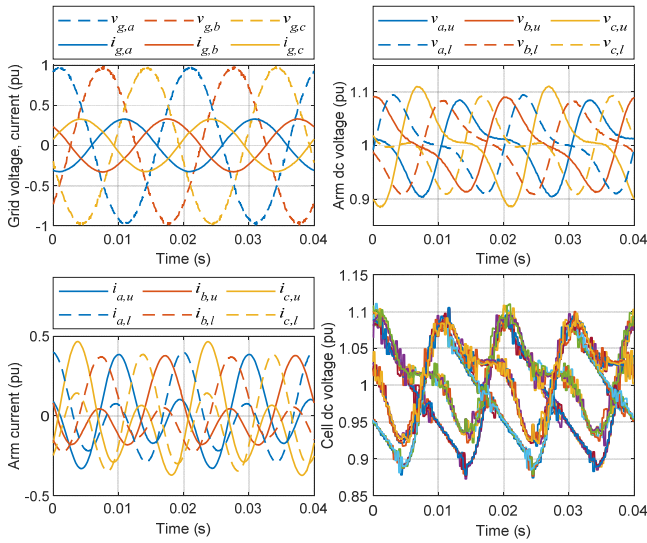 v_{g,a} v_{g,b} v_{g,c}
i_{g,a} i_{g,b} i_{g,c}
Grid voltage, current (pu)
1
0.5
0
-0.5
-1
0 0.01 0.02 0.03 0.04
Time (s)
v_{a,u} v_{b,u} v_{c,u}
v_{a,l} v_{b,l} v_{c,l}
Arm dc voltage (pu)
1.1
1
0.9
0 0.01 0.02 0.03 0.04
Time (s)
i_{a,u} i_{b,u} i_{c,u}
i_{a,l} i_{b,l} i_{c,l}
Arm current (pu)
0.5
0
-0.5
0 0.01 0.02 0.03 0.04
Time (s)
Cell dc voltage (pu)
1.15
1.1
1.05
1
0.95
0.9
0.85
0 0.01 0.02 0.03 0.04
Time (s)